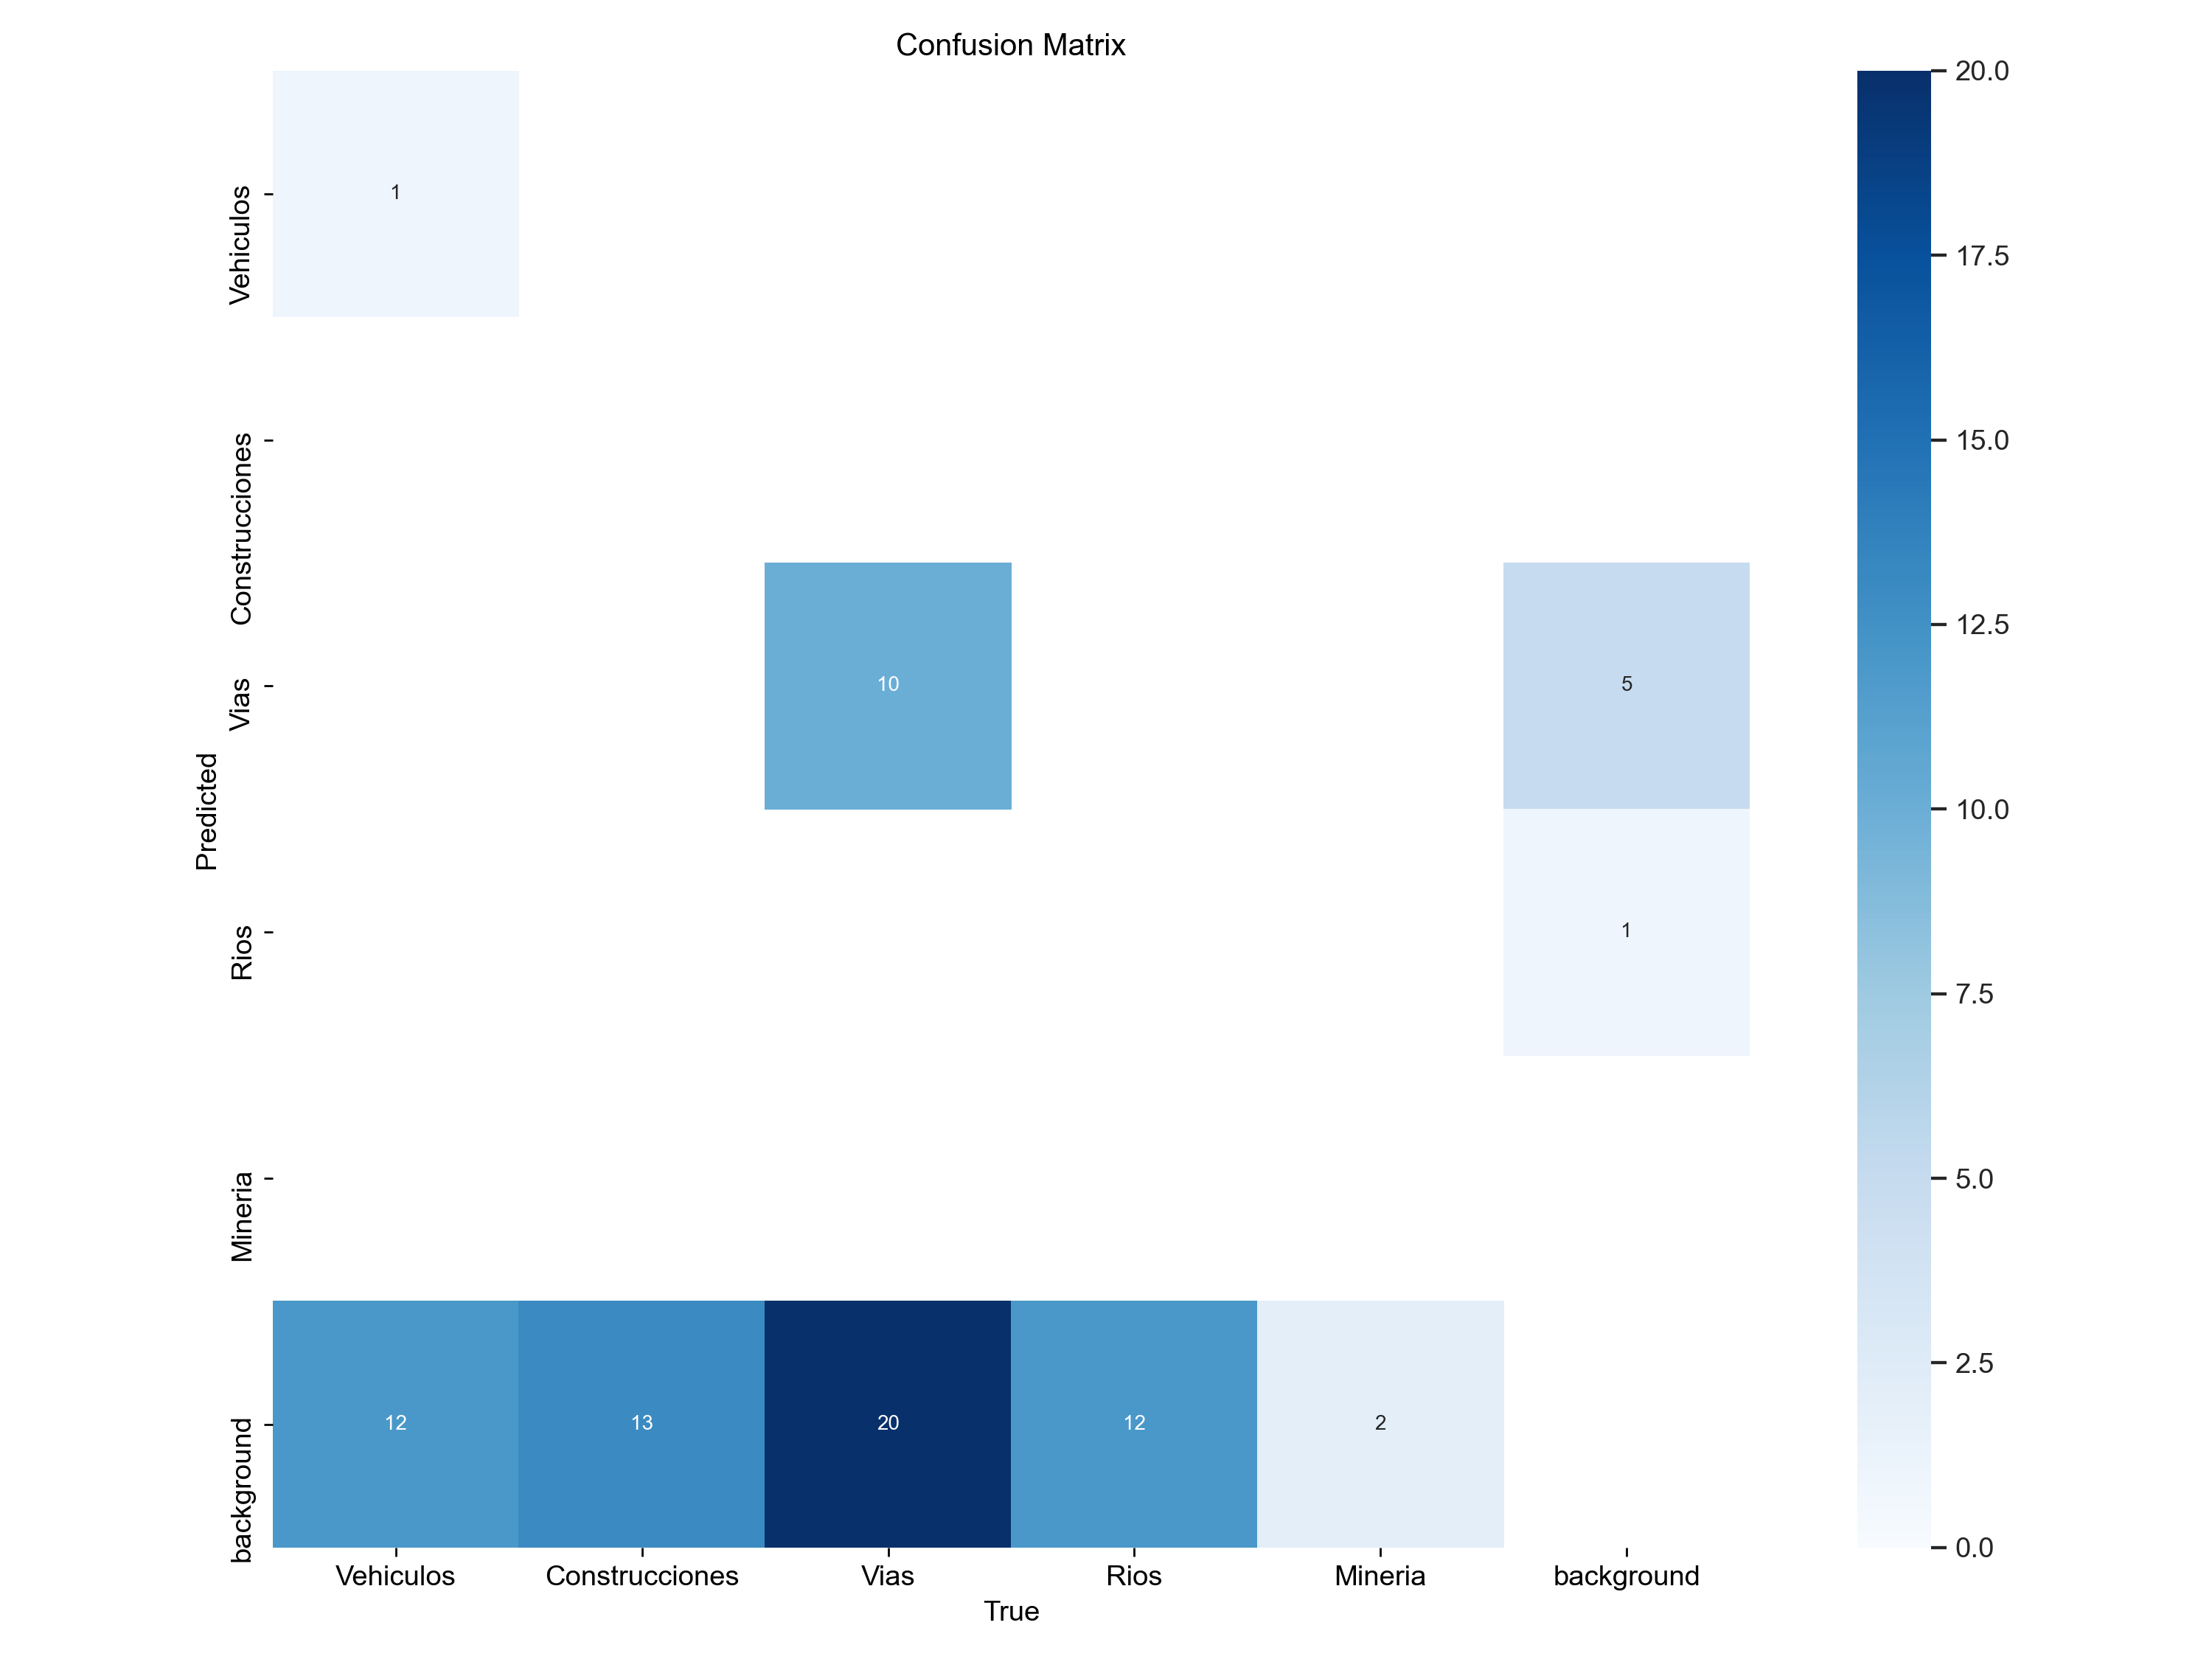 Confusion Matrix
Predicted
Vehiculos
Construcciones
Vias
Rios
Mineria
background
1
10 5
1
12 13 20 12 2
Vehiculos Construcciones Vias Rios Mineria background
True
20.0
17.5
15.0
12.5
10.0
7.5
5.0
2.5
0.0